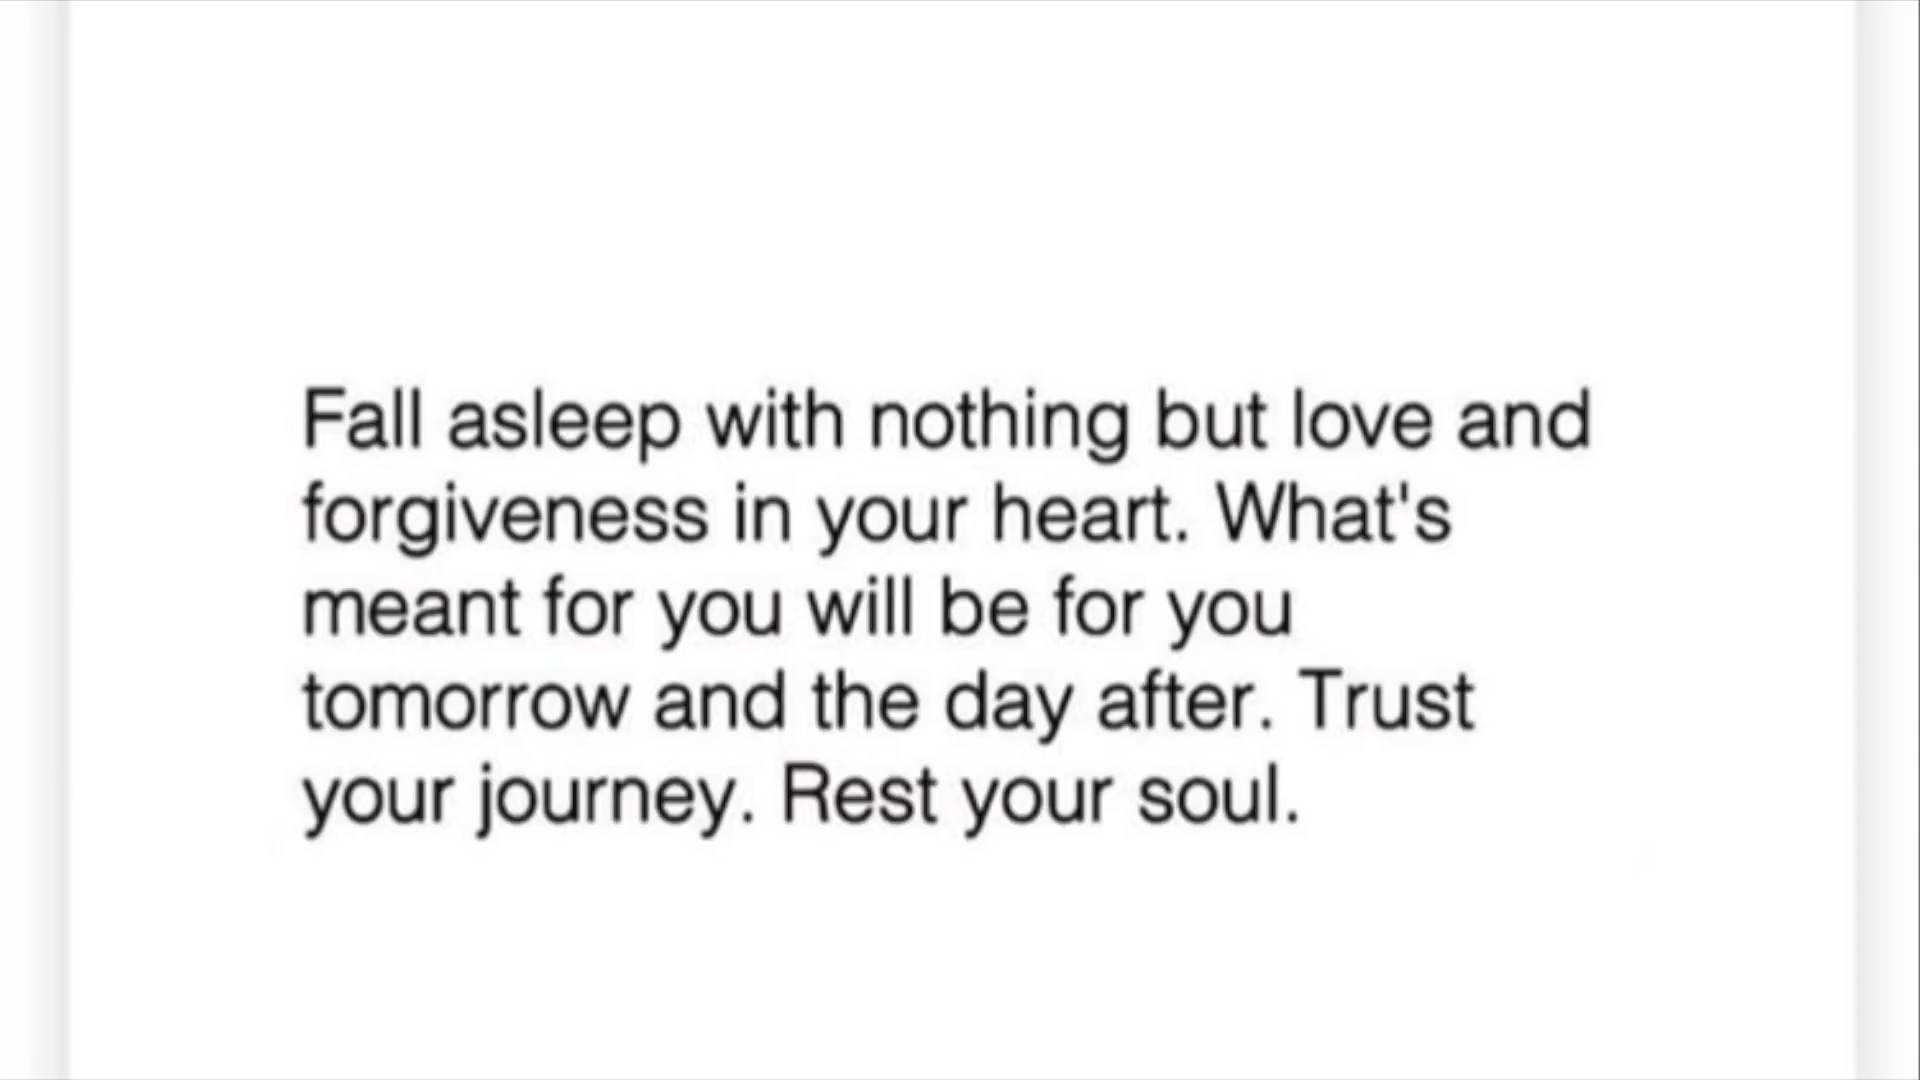 Fall asleep with nothing but love and
forgiveness in your heart. What's
meant for you will be for you
tomorrow and the day after. Trust
your journey. Rest your soul.